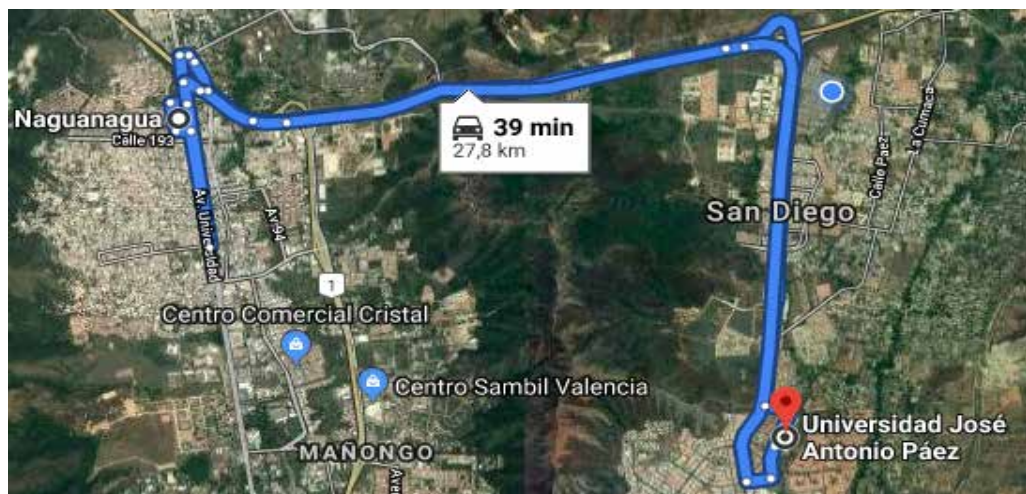 Naguanagua
Calle 193
39 min
27,8 km
Calle Paez
La Cumaca
San Diego
Av. Universidad
Av 94
1
Centro Comercial Cristal
Centro Sambil Valencia
MAÑONGO
Universidad José
Antonio Páez